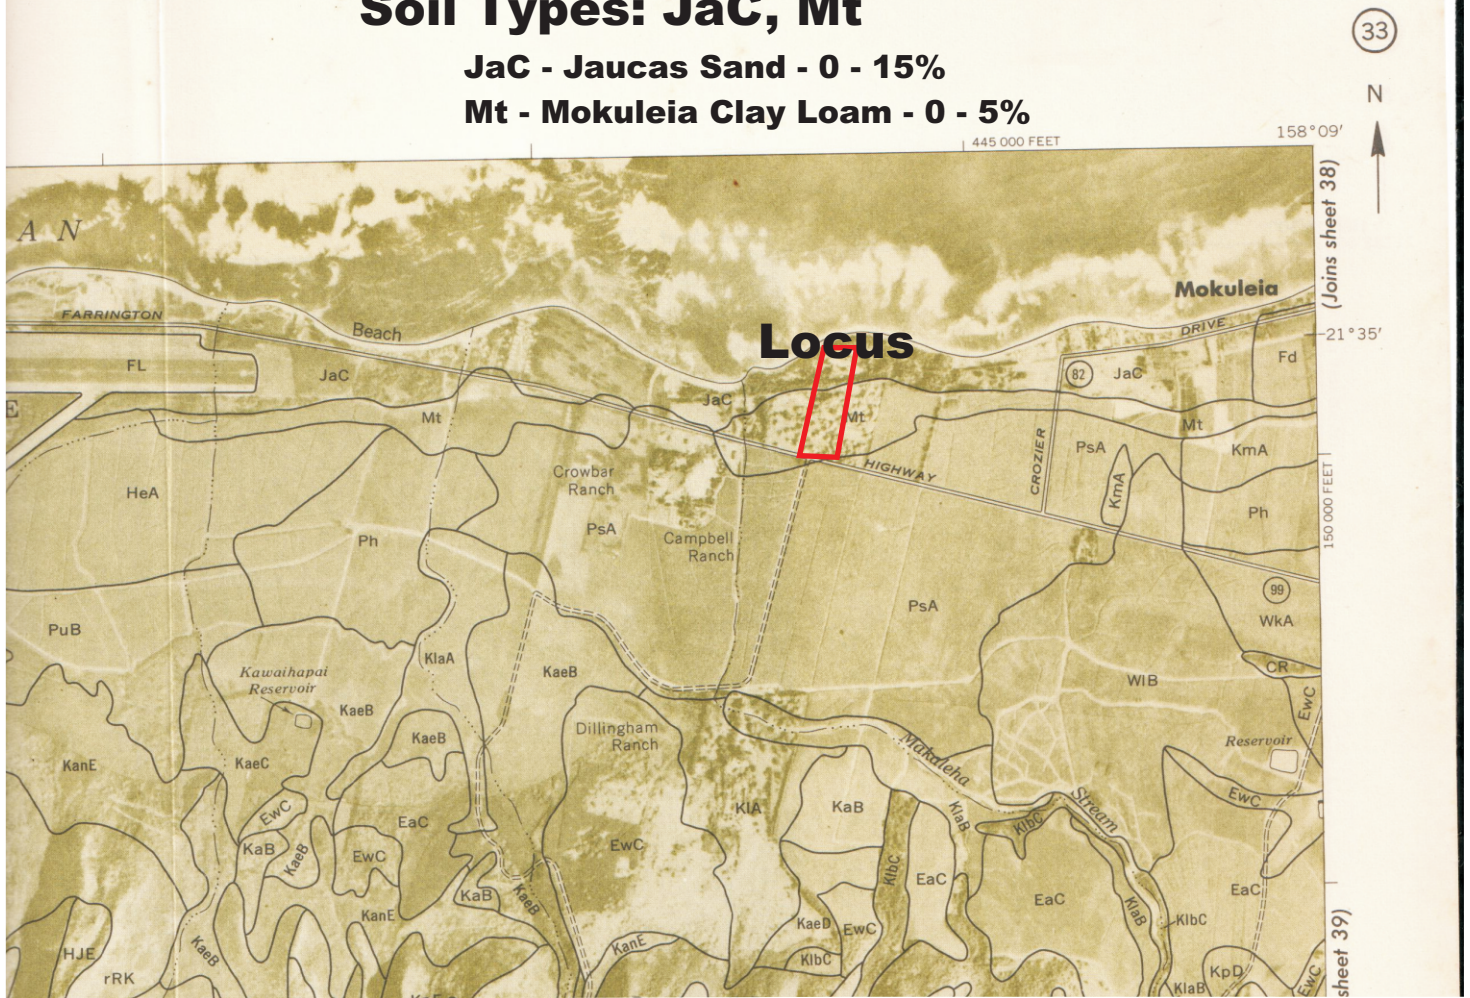 Soil Types: JaC, Mt
JaC - Jaucas Sand - 0 - 15%
Mt - Mokuleia Clay Loam - 0 - 5%
33
N
445 000 FEET
158°09'
(Joins sheet 38)
A N
Mokuleia
FARRINGTON
Beach
Locus
DRIVE
21°35'
FL
JaC
JaC
82
JaC
Fd
E
Mt
Mt
Mt
HIGHWAY
CROZIER
PsA
KmA
KmA
Crowbar
Ranch
HeA
PsA
Ph
150 000 FEET
Ph
Campbell
Ranch
PsA
99
WkA
PuB
KlaA
Kawaihapai
Reservoir
KaeB
CR
WlB
EwC
KaeB
Dillingham
Ranch
KaeB
Makaleha
Stream
Reservoir
KanE
KaeC
EwC
EwC
KlA
KaB
KlaB
KlbC
EaC
KaB
KaeB
EwC
EwC
KlbC
EaC
EaC
EaC
KaB
KaeB
KanE
KaeD
EwC
KlaB
KlbC
sheet 39)
HJE
KaeB
KanE
KlbC
rRK
KpD
EwC
KlaB